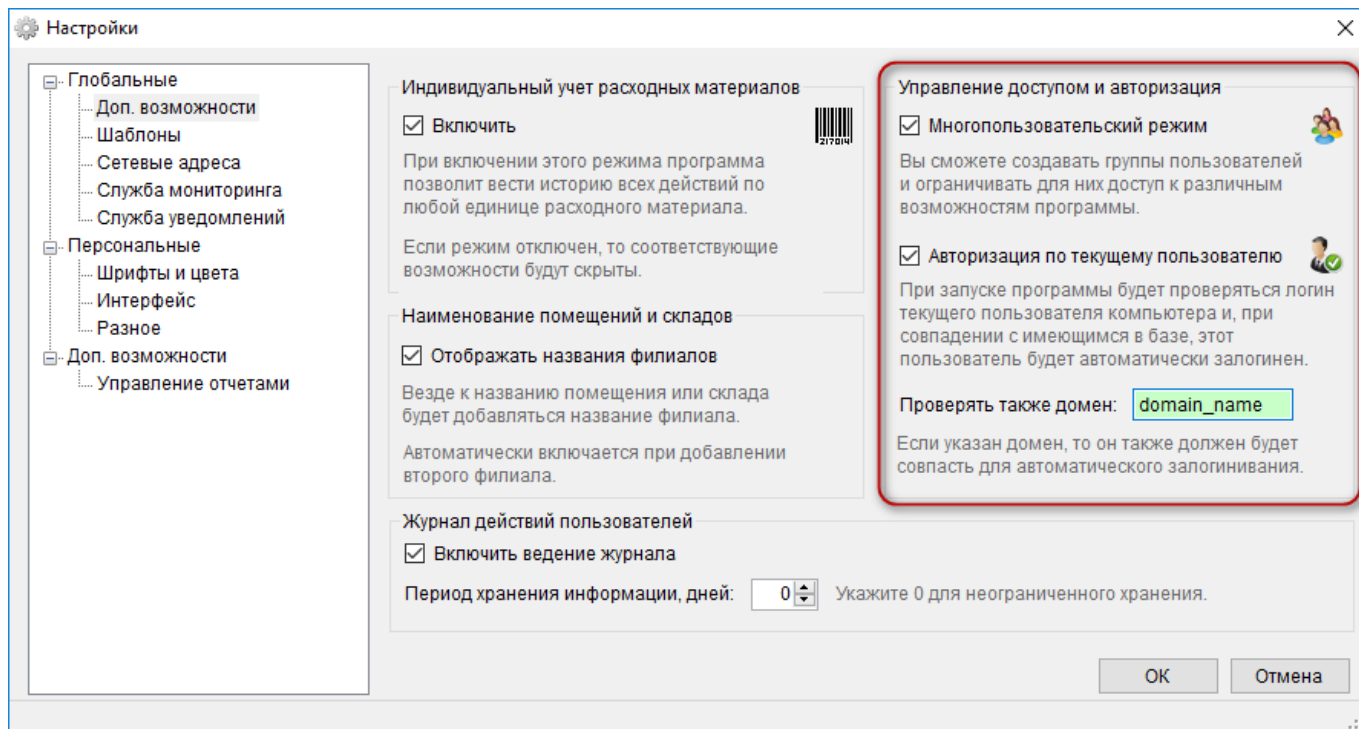 Настройки
Глобальные
Доп. возможности
Шаблоны
Сетевые адреса
Служба мониторинга
Служба уведомлений
Персональные
Шрифты и цвета
Интерфейс
Разное
Доп. возможности
Управление отчетами
Индивидуальный учет расходных материалов
Включить
217014
При включении этого режима программа
позволит вести историю всех действий по
любой единице расходного материала.
Если режим отключен, то соответствующие
возможности будут скрыты.
Наименование помещений и складов
Отображать названия филиалов
Везде к названию помещения или склада
будет добавляться название филиала.
Автоматически включается при добавлении
второго филиала.
Управление доступом и авторизация
Многопользовательский режим
Вы сможете создавать группы пользователей
и ограничивать для них доступ к различным
возможностям программы.
Авторизация по текущему пользователю
При запуске программы будет проверяться логин
текущего пользователя компьютера и, при
совпадении с имеющимся в базе, этот
пользователь будет автоматически залогинен.
Проверять также домен: domain_name
Если указан домен, то он также должен будет
совпасть для автоматического залогинивания.
Журнал действий пользователей
Включить ведение журнала
Период хранения информации, дней: 0 Укажите 0 для неограниченного хранения.
ОК Отмена